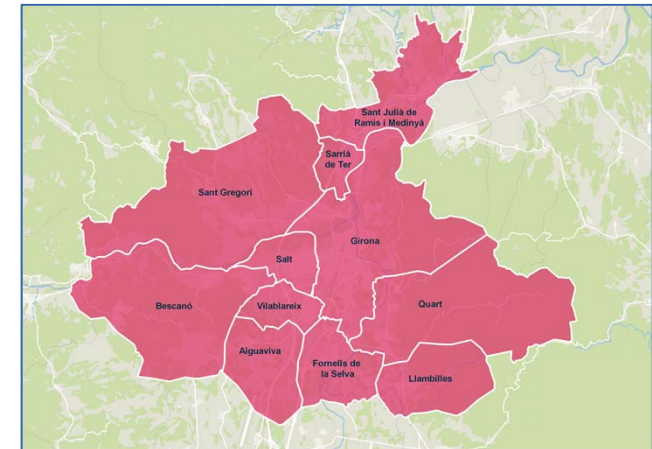 Sant Julià de
Ramis i Medinyà
Sarrià
de Ter
Sant Gregori
Girona
Salt
Bescanó
Vilablareix
Quart
Aiguaviva
Fornells de
la Selva
Llambilles